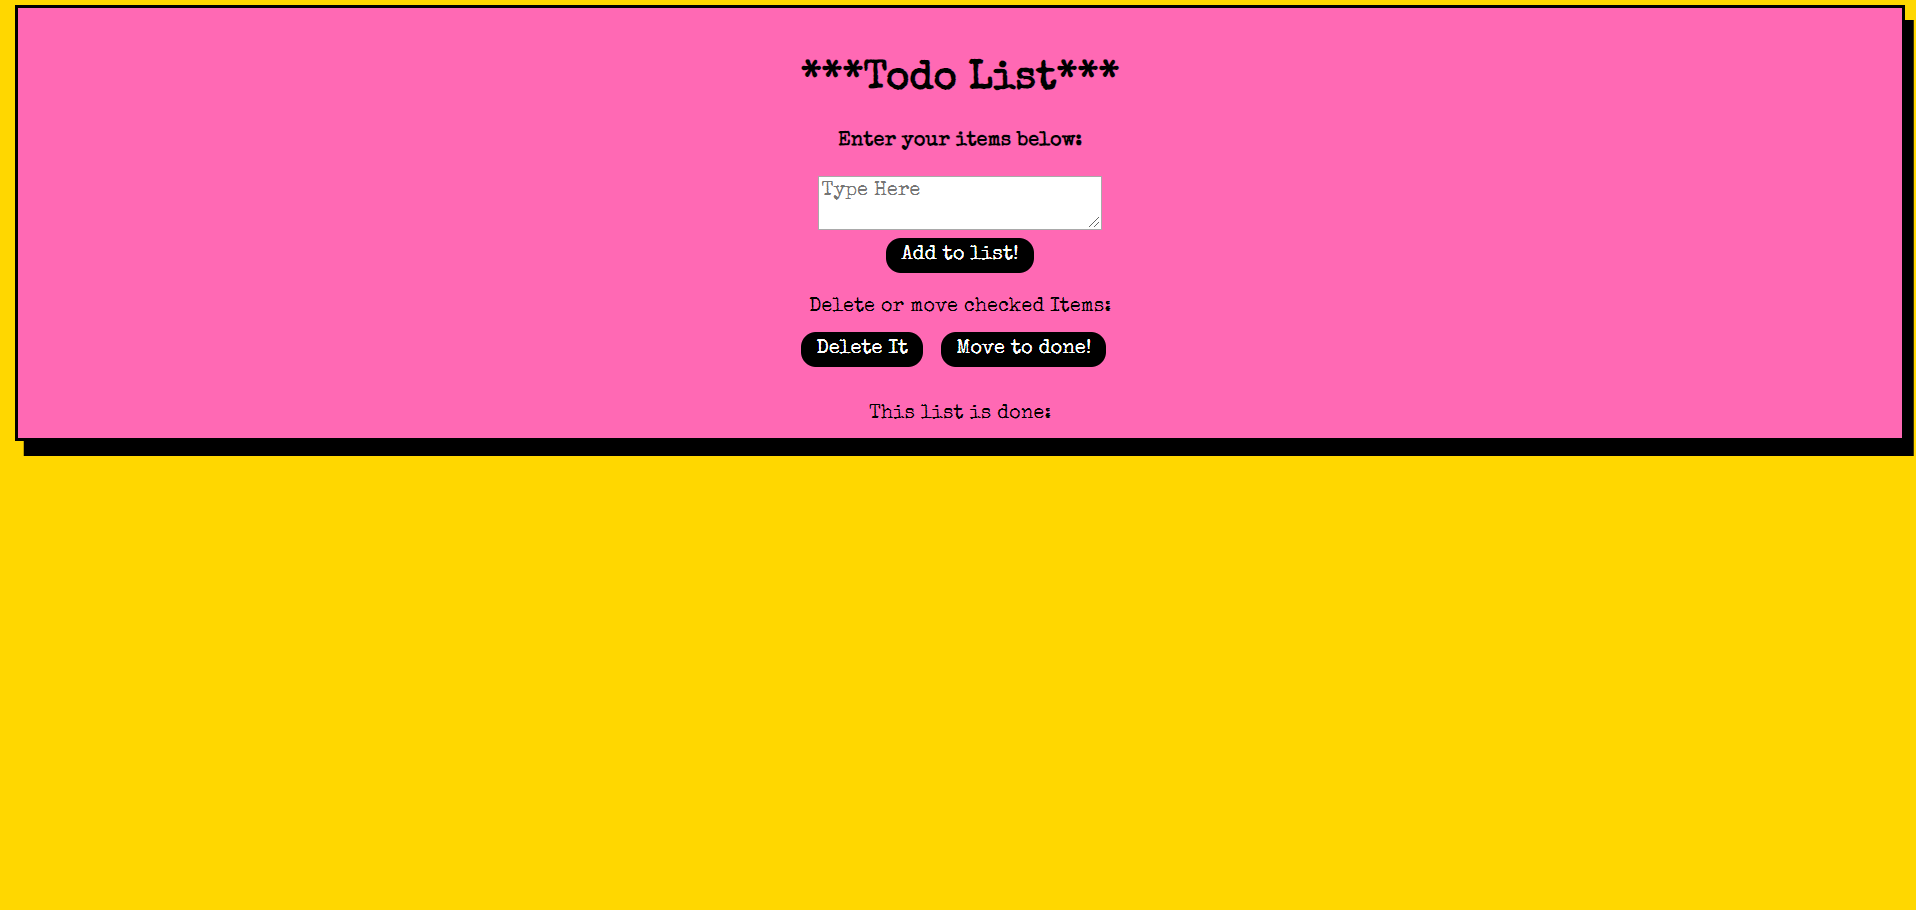 ***Todo List***
Enter your items below:
Type Here
Add to list!
Delete or move checked Items:
Delete It Move to done!
This list is done: